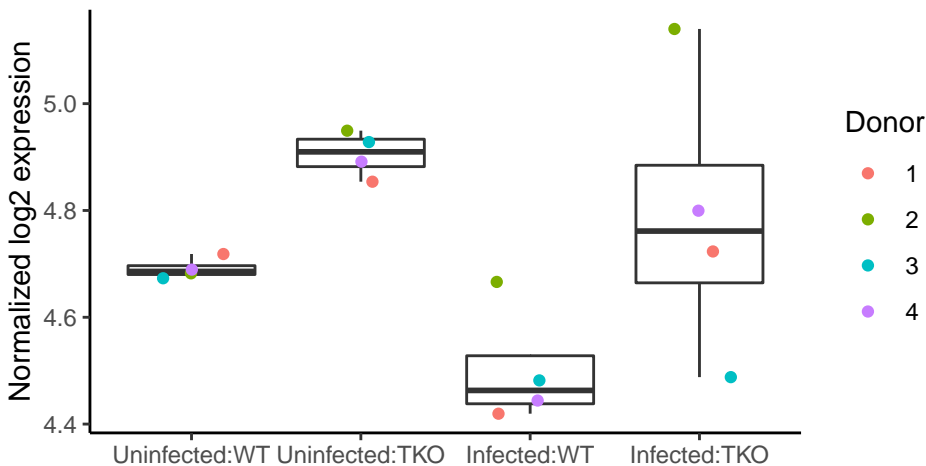 Normalized log2 expression
5.0
4.8
4.6
4.4
Uninfected:WT Uninfected:TKO Infected:WT Infected:TKO
Donor
1
2
3
4